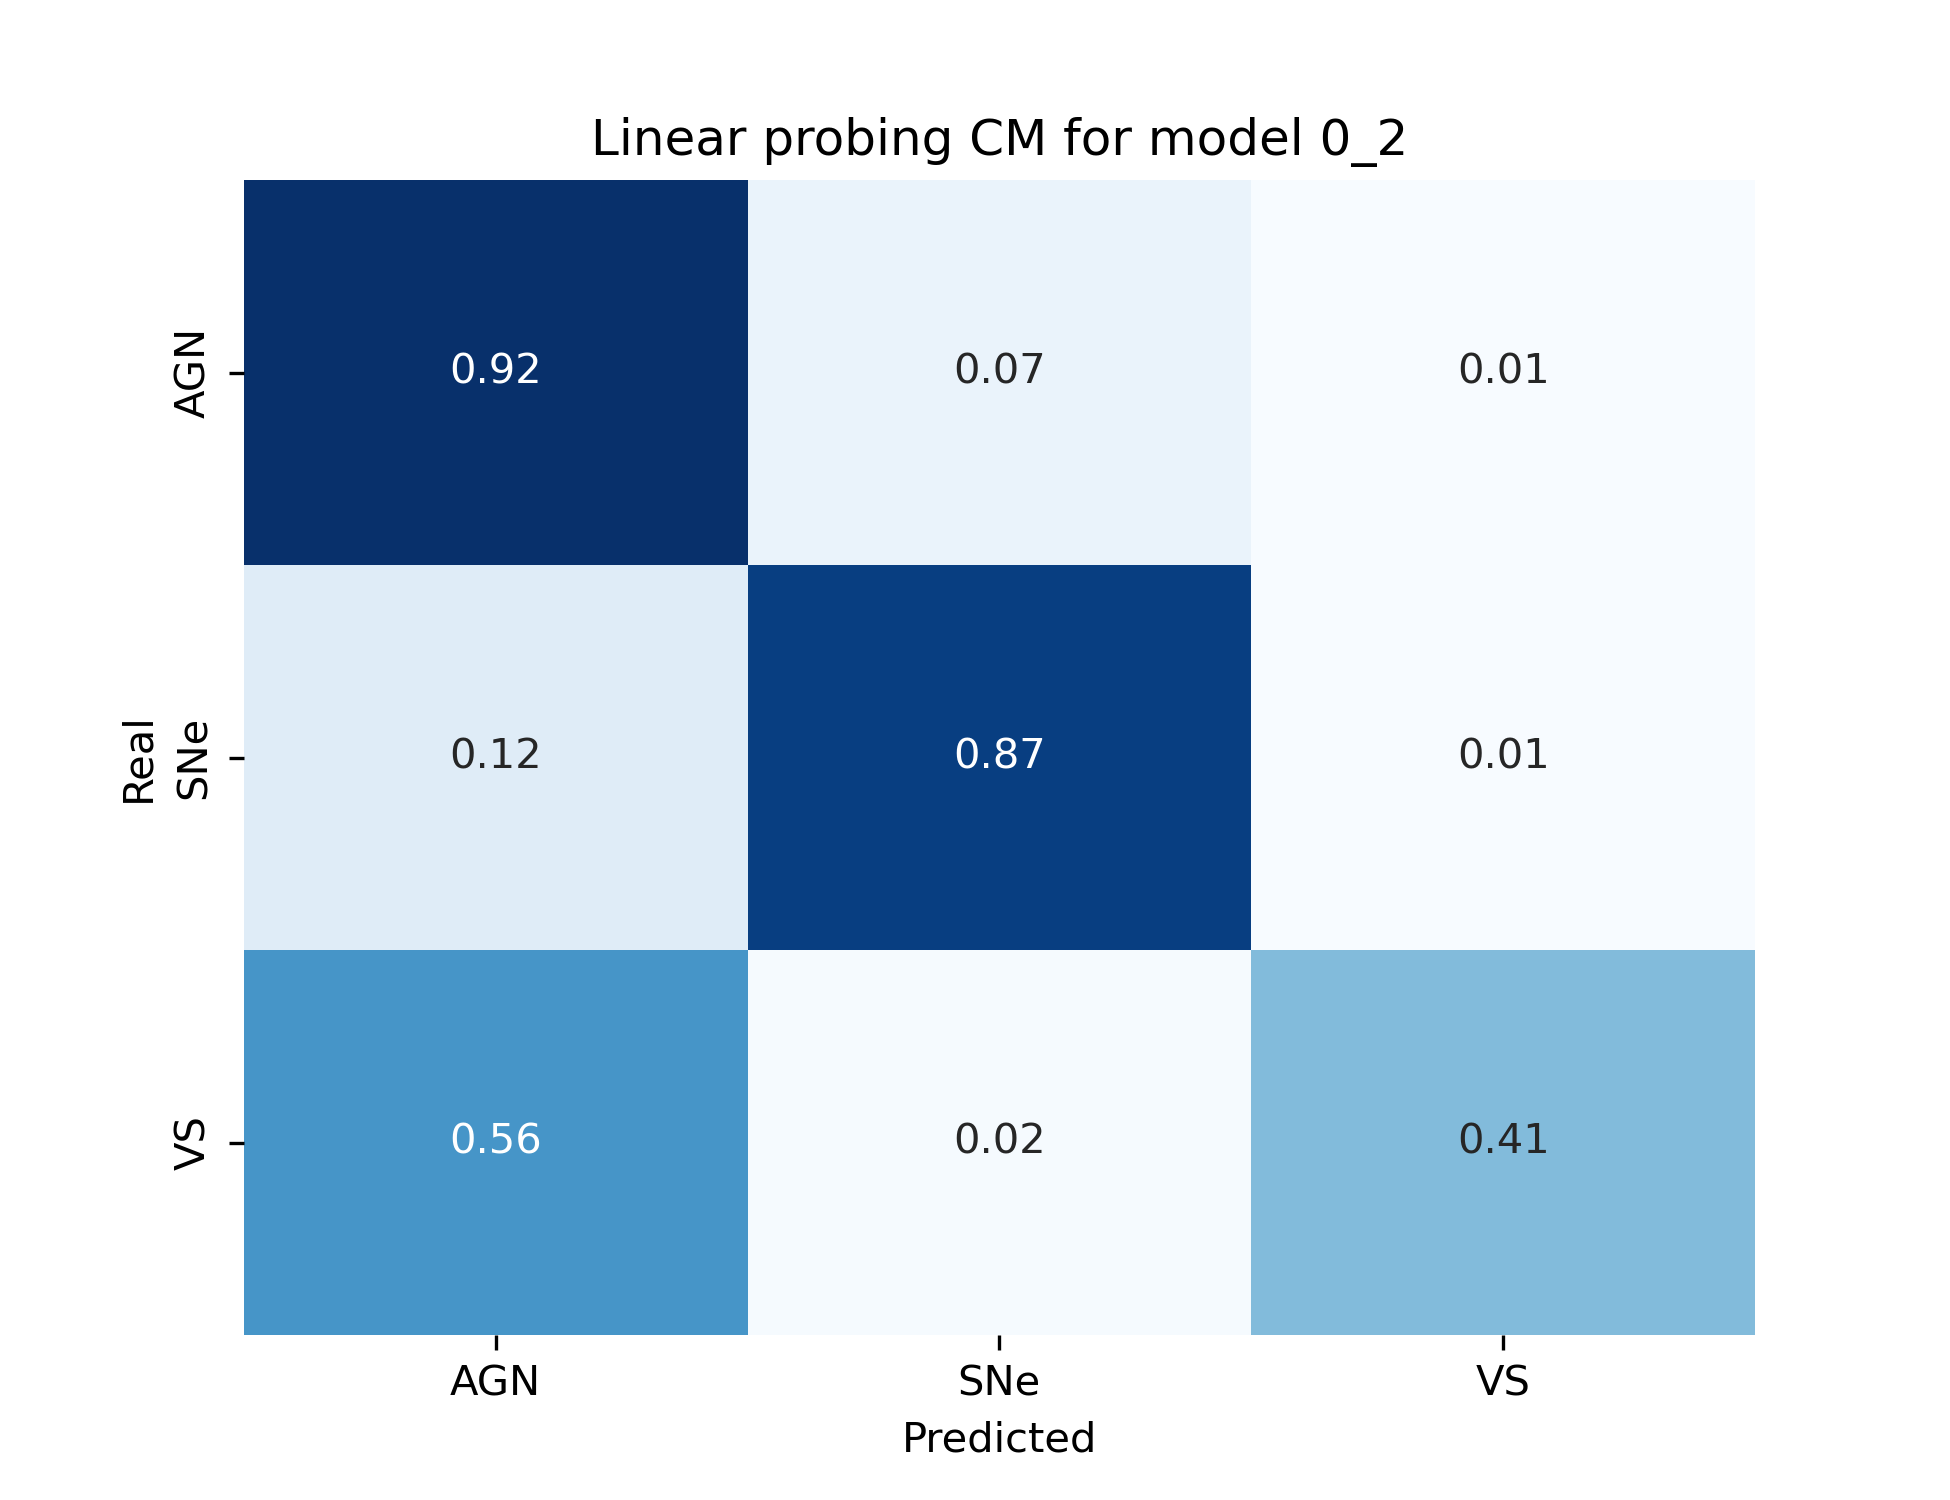 Linear probing CM for model 0_2
AGN
0.92
0.07
0.01
Real
SNe
0.12
0.87
0.01
VS
0.56
0.02
0.41
AGN
SNe
VS
Predicted